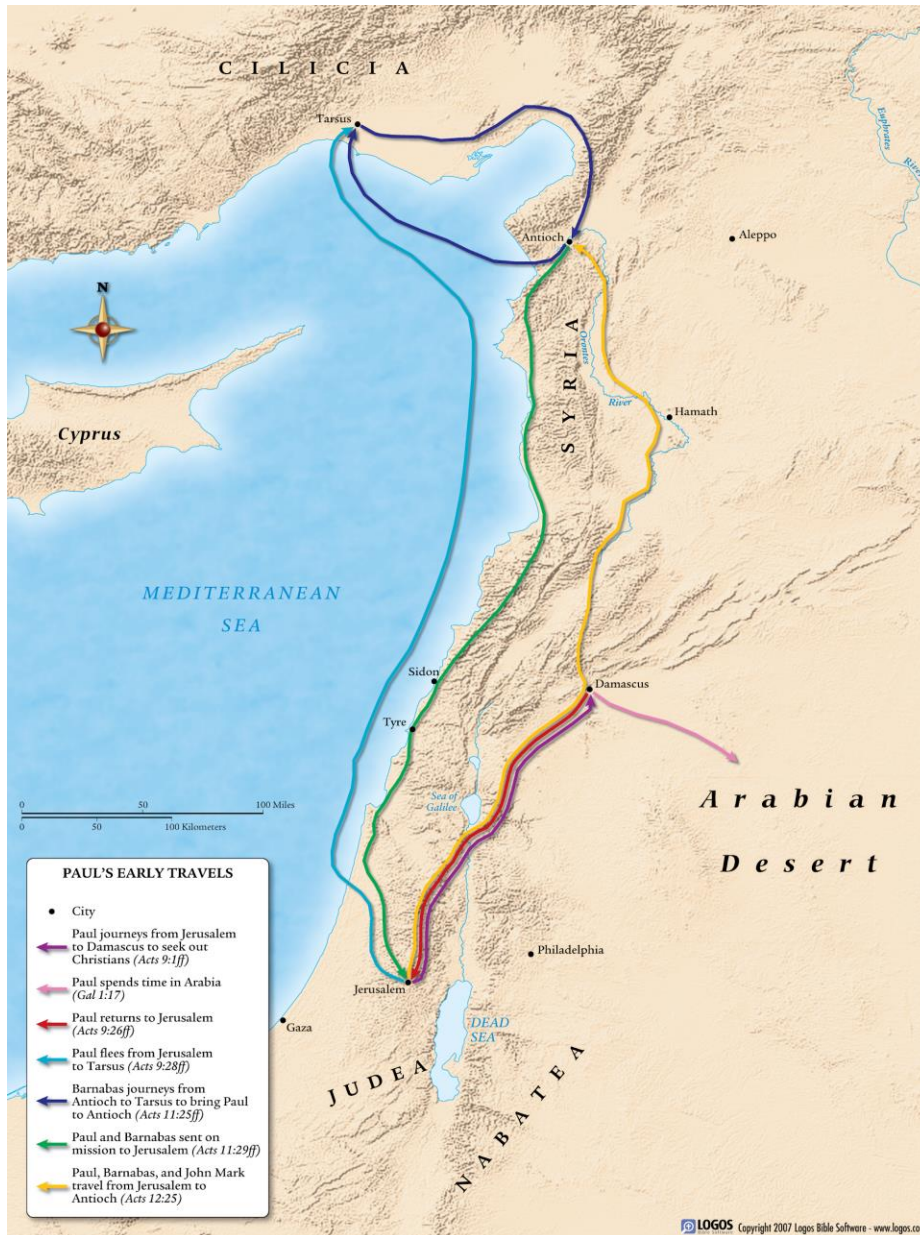 CILICIA
Tarsus
Euphrates
River
Antioch
Aleppo
N
SYRIA
Orontes
River
Hamath
Cyprus
MEDITERRANEAN
SEA
Sidon
Damascus
Tyre
Sea of
Galilee
Arabian
Desert
0 50 100 Miles
0 50 100 Kilometers
Philadelphia
Jerusalem
Gaza
DEAD
SEA
JUDEA
NABATEA
PAUL'S EARLY TRAVELS
City
Paul journeys from Jerusalem
to Damascus to seek out
Christians (Acts 9:1ff)
Paul spends time in Arabia
(Gal 1:17)
Paul returns to Jerusalem
(Acts 9:26ff)
Paul flees from Jerusalem
to Tarsus (Acts 9:28ff)
Barnabas journeys from
Antioch to Tarsus to bring Paul
to Antioch (Acts 11:25ff)
Paul and Barnabas sent on
mission to Jerusalem (Acts 11:29ff)
Paul, Barnabas, and John Mark
travel from Jerusalem to
Antioch (Acts 12:25)
LOGOS Copyright 2007 Logos Bible Software - www.logos.co